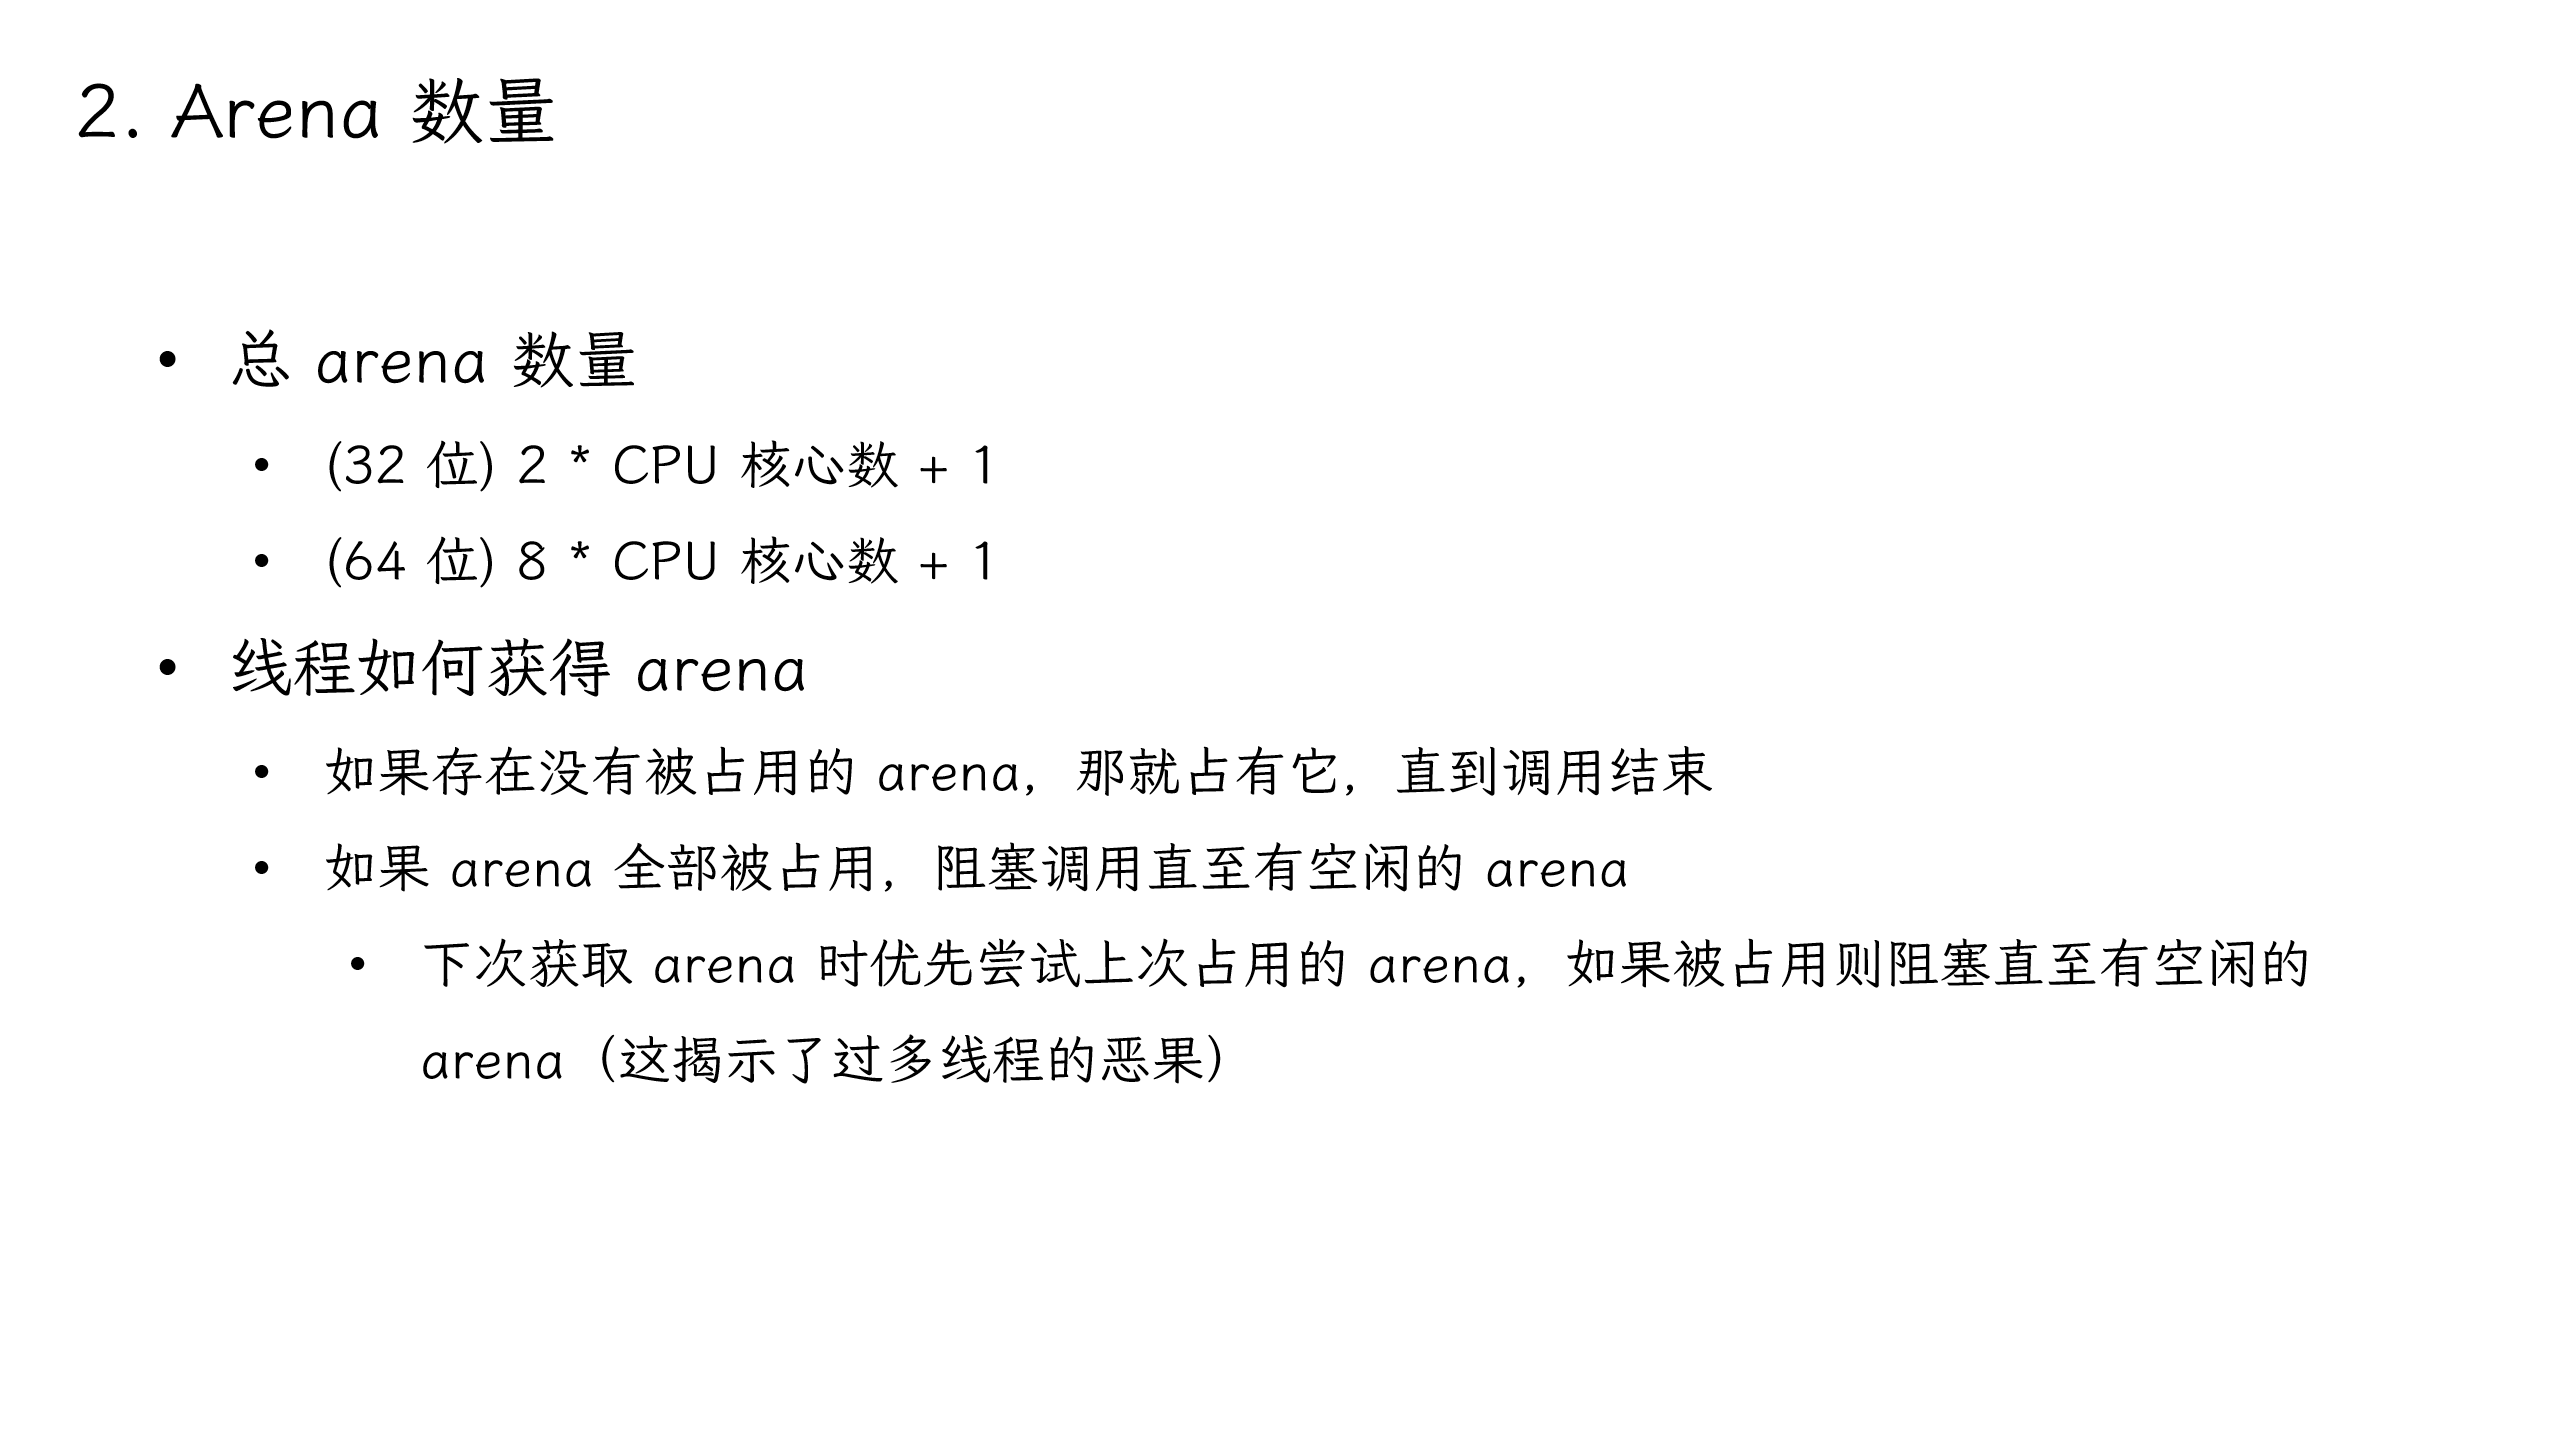 2. Arena 数量
• 总 arena 数量
• (32 位) 2 * CPU 核心数 + 1
• (64 位) 8 * CPU 核心数 + 1
• 线程如何获得 arena
• 如果存在没有被占用的 arena，那就占有它，直到调用结束
• 如果 arena 全部被占用，阻塞调用直至有空闲的 arena
• 下次获取 arena 时优先尝试上次占用的 arena，如果被占用则阻塞直至有空闲的
arena（这揭示了过多线程的恶果）